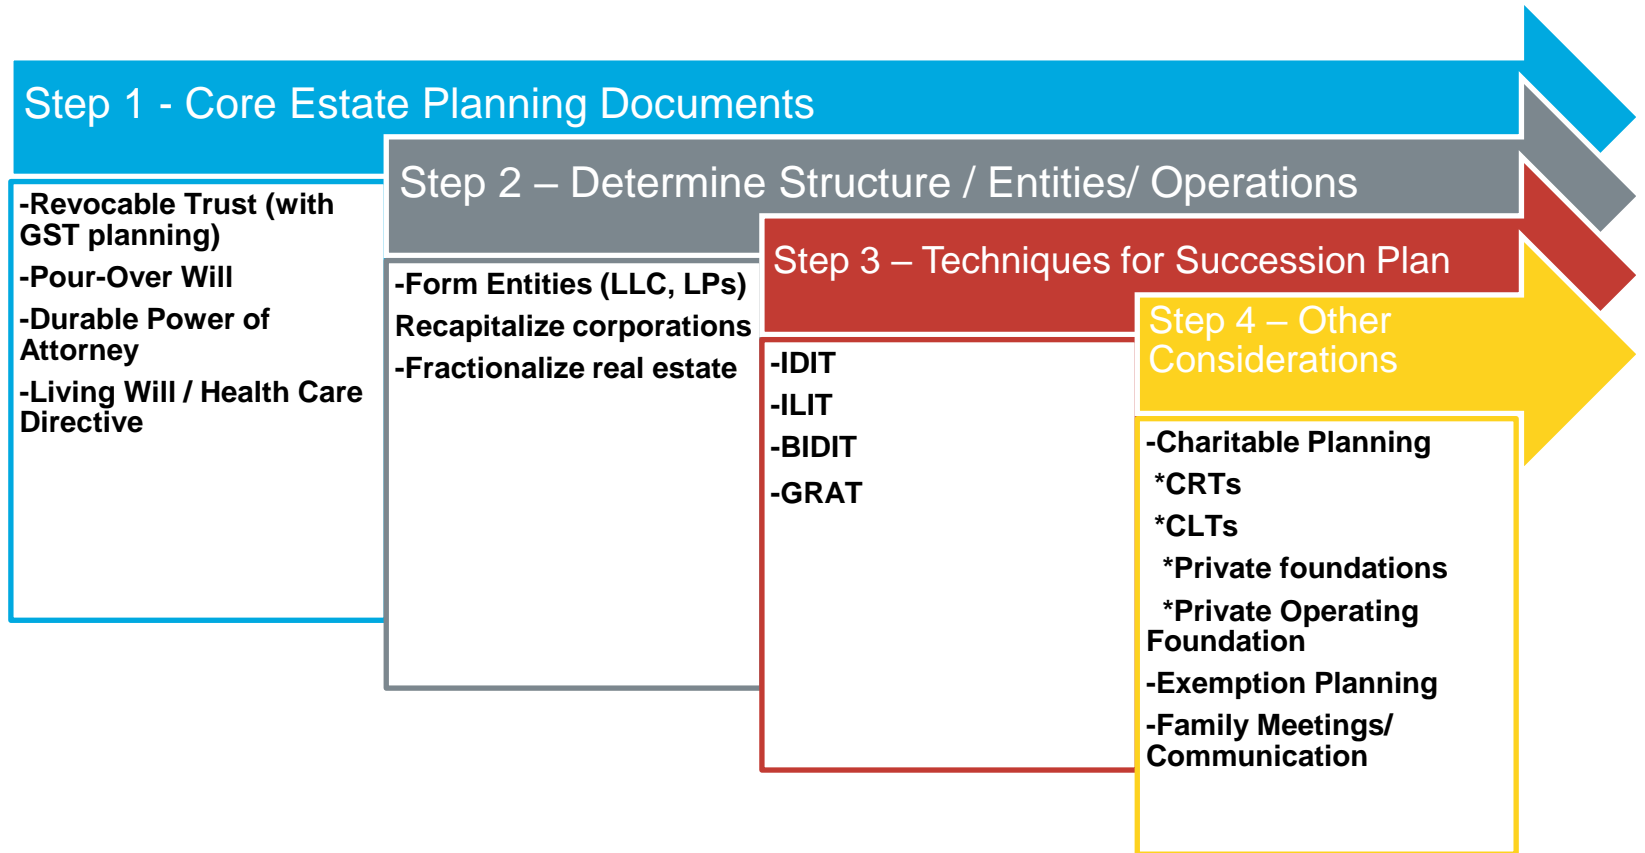 Step 1 - Core Estate Planning Documents
-Revocable Trust (with
GST planning)
-Pour-Over Will
-Durable Power of
Attorney
-Living Will / Health Care
Directive
Step 2 – Determine Structure / Entities/ Operations
-Form Entities (LLC, LPs)
Recapitalize corporations
-Fractionalize real estate
Step 3 – Techniques for Succession Plan
-IDIT
-ILIT
-BIDIT
-GRAT
Step 4 – Other
Considerations
-Charitable Planning
*CRTs
*CLTs
*Private foundations
*Private Operating
Foundation
-Exemption Planning
-Family Meetings/
Communication